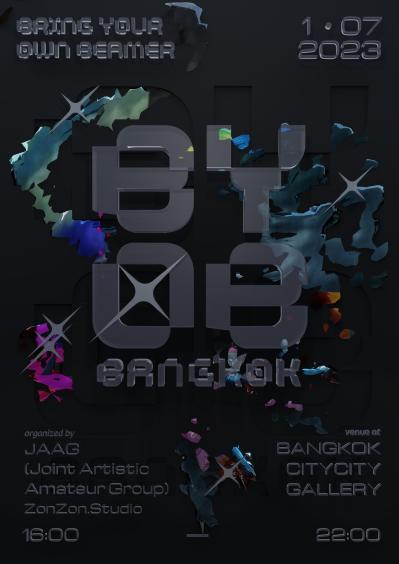 BRING YOUR
OWN BEAMER
1 • 07
2023
BY
OB
BANGKOK
organized by
JAAG
(Joint Artistic
Amateur Group)
ZonZon.Studio
venue at
BANGKOK
CITYCITY
GALLERY
16:00
22:00